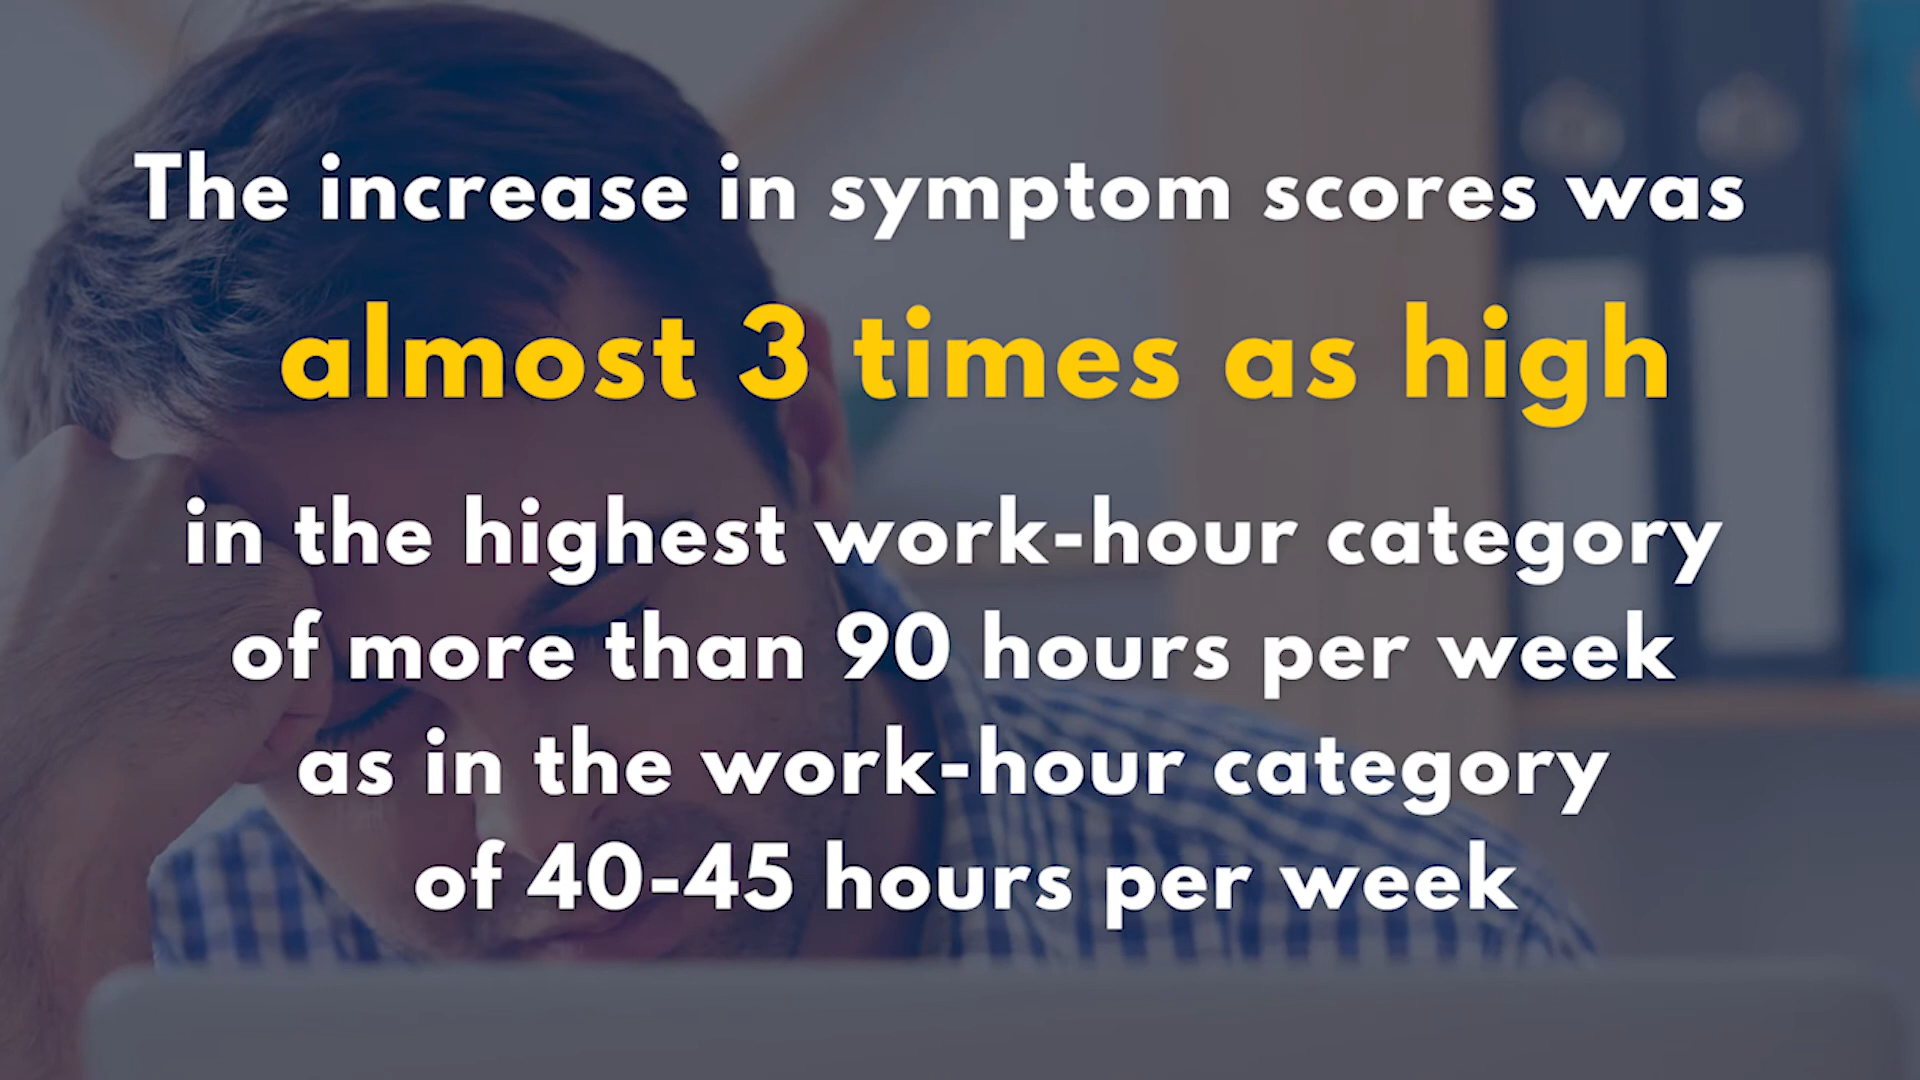 The increase in symptom scores was
almost 3 times as high
in the highest work-hour category
of more than 90 hours per week
as in the work-hour category
of 40-45 hours per week